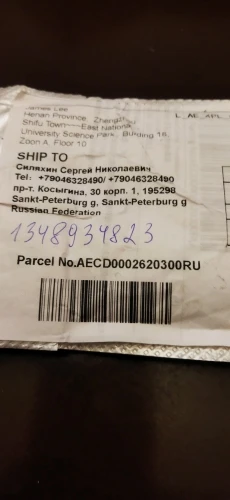 James Lee
Henan Province, Zhengzhou
Shifu Town East National
University Science Park, Building 16,
Zoon A, Floor 10
SHIP TO
Силяхин Сергей Николаевич
Tel: +79046328490/ +79046328490
пр-т. Косыгина, 30 корп. 1, 195298
Sankt-Peterburg g, Sankt-Peterburg g
Russian Federation
1348934823
Parcel No.AECD0002620300RU